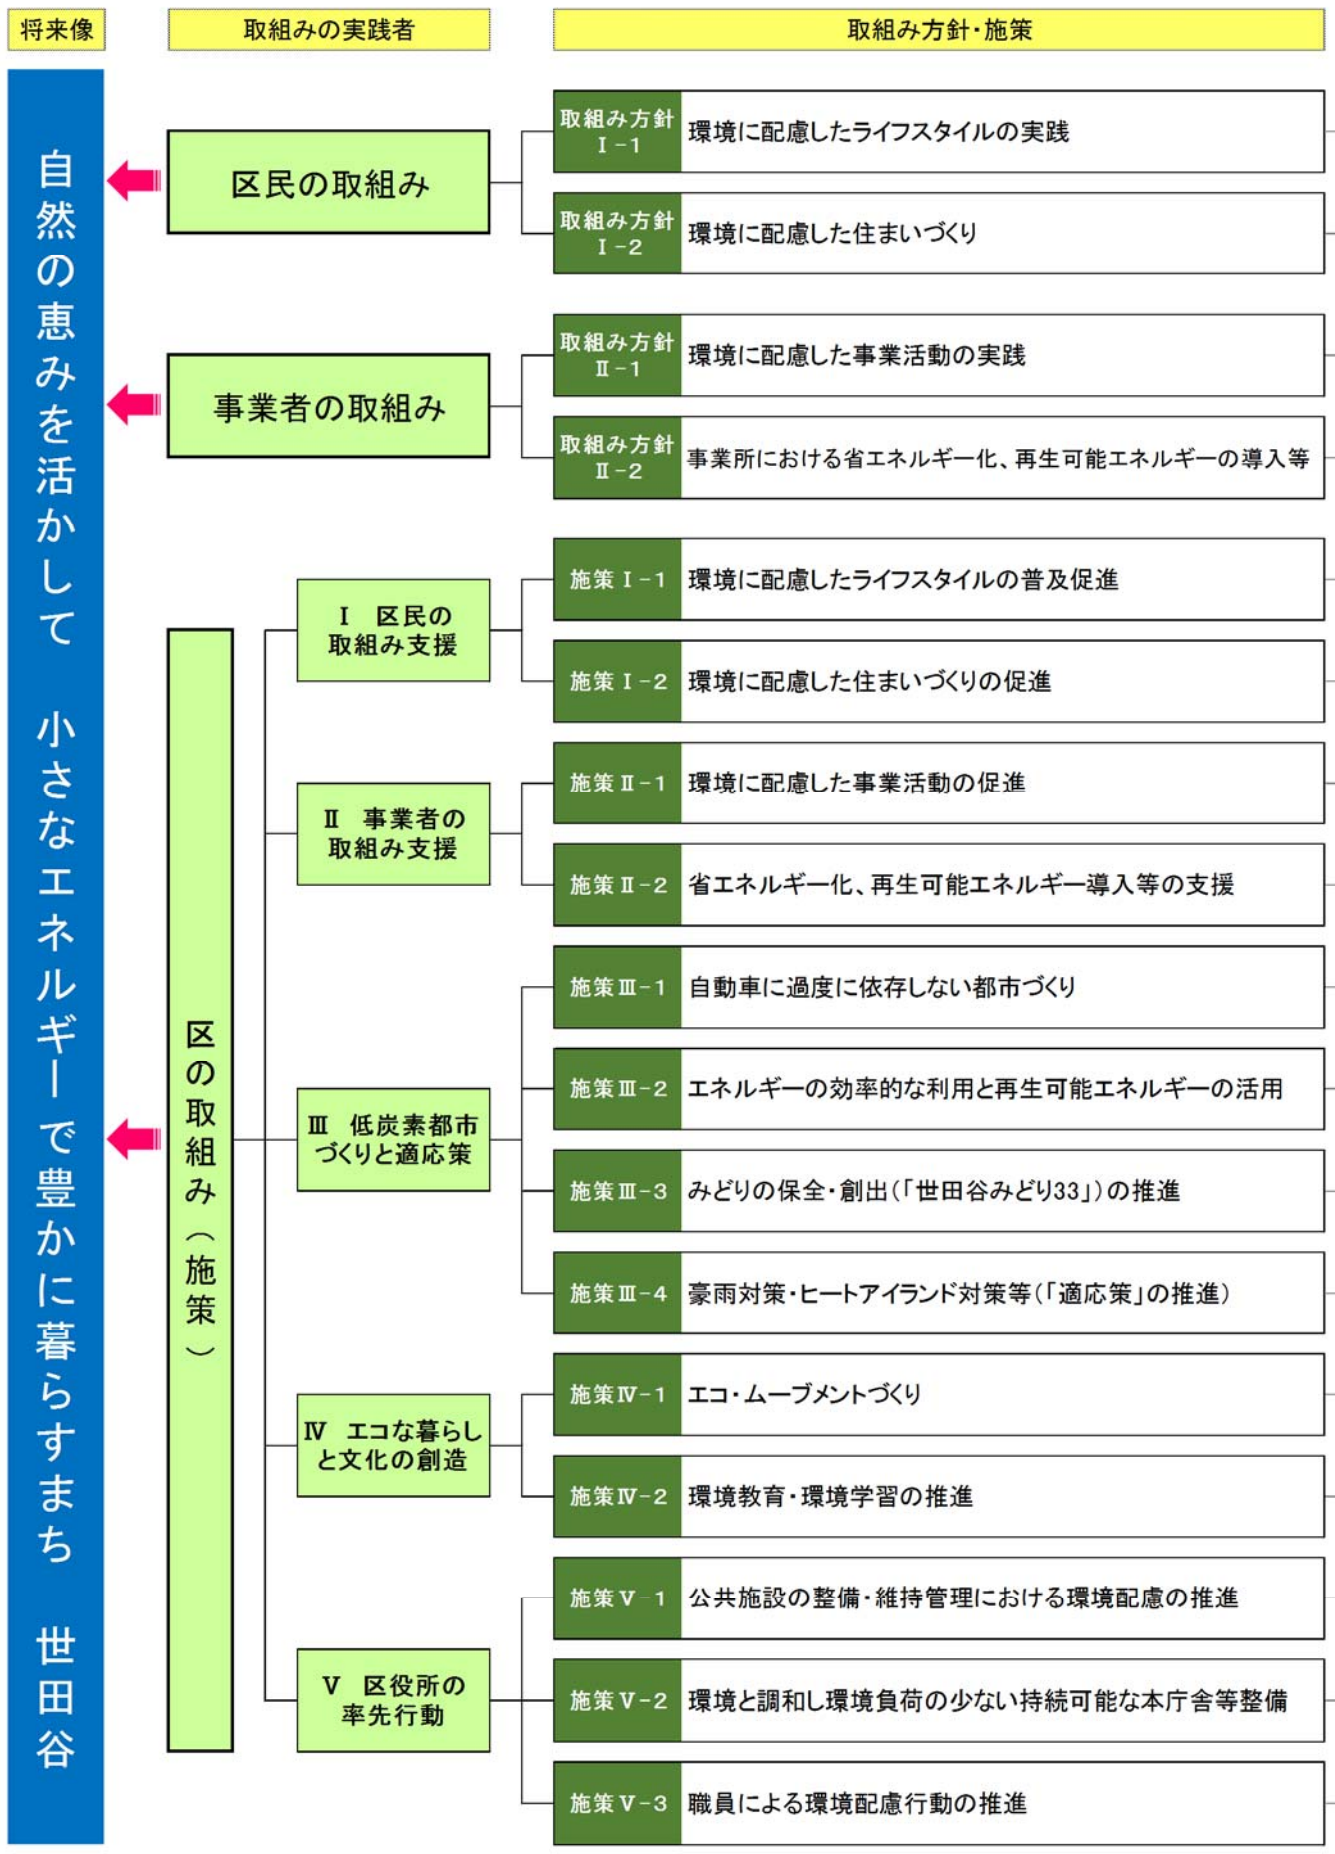 将来像
取組みの実践者
取組み方針・施策
自然の恵みを活かして　小さなエネルギーで豊かに暮らすまち　世田谷
区民の取組み
取組み方針
Ⅰ-1
環境に配慮したライフスタイルの実践
取組み方針
Ⅰ-2
環境に配慮した住まいづくり
事業者の取組み
取組み方針
Ⅱ-1
環境に配慮した事業活動の実践
取組み方針
Ⅱ-2
事業所における省エネルギー化、再生可能エネルギーの導入等
区の取組み（施策）
Ⅰ　区民の
取組み支援
施策Ⅰ-1
環境に配慮したライフスタイルの普及促進
施策Ⅰ-2
環境に配慮した住まいづくりの促進
Ⅱ　事業者の
取組み支援
施策Ⅱ-1
環境に配慮した事業活動の促進
施策Ⅱ-2
省エネルギー化、再生可能エネルギー導入等の支援
Ⅲ　低炭素都市
づくりと適応策
施策Ⅲ-1
自動車に過度に依存しない都市づくり
施策Ⅲ-2
エネルギーの効率的な利用と再生可能エネルギーの活用
施策Ⅲ-3
みどりの保全・創出（「世田谷みどり33」）の推進
施策Ⅲ-4
豪雨対策・ヒートアイランド対策等（「適応策」の推進）
Ⅳ　エコな暮らし
と文化の創造
施策Ⅳ-1
エコ・ムーブメントづくり
施策Ⅳ-2
環境教育・環境学習の推進
Ⅴ　区役所の
率先行動
施策Ⅴ-1
公共施設の整備・維持管理における環境配慮の推進
施策Ⅴ-2
環境と調和し環境負荷の少ない持続可能な本庁舎等整備
施策Ⅴ-3
職員による環境配慮行動の推進